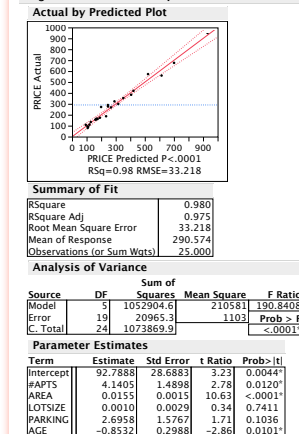 Actual by Predicted Plot
1000
900
800
700
600
500
400
300
200
100
0
PRICE Actual
0 100 300 500 700 900
PRICE Predicted P<.0001
RSq=0.98 RMSE=33.218
Summary of Fit
RSquare 0.980
RSquare Adj 0.975
Root Mean Square Error 33.218
Mean of Response 290.574
Observations (or Sum Wgts) 25.000
Analysis of Variance
Source DF Sum of Squares Mean Square F Ratio
Model 5 1052904.6 210581 190.8408
Error 19 20965.3 1103 Prob > F
C. Total 24 1073869.9 <.0001*
Parameter Estimates
Term Estimate Std Error t Ratio Prob>|t|
Intercept 92.7888 28.6883 3.23 0.0044*
#APTS 4.1405 1.4898 2.78 0.0120*
AREA 0.0155 0.0015 10.63 <.0001*
LOTSIZE 0.0010 0.0029 0.34 0.7411
PARKING 2.6958 1.5767 1.71 0.1036
AGE -0.8532 0.2988 -2.86 0.0101*